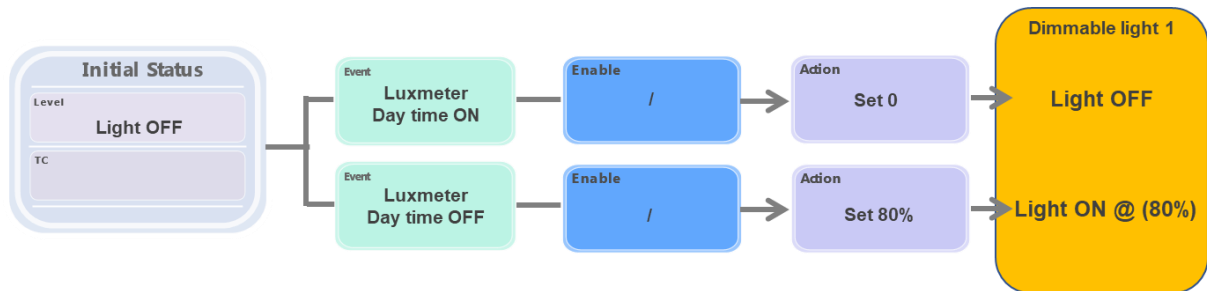 Initial Status
Level
Light OFF
TC
Event
Luxmeter
Day time ON
Enable
/
Action
Set 0
Event
Luxmeter
Day time OFF
Enable
/
Action
Set 80%
Dimmable light 1
Light OFF
Light ON @ (80%)